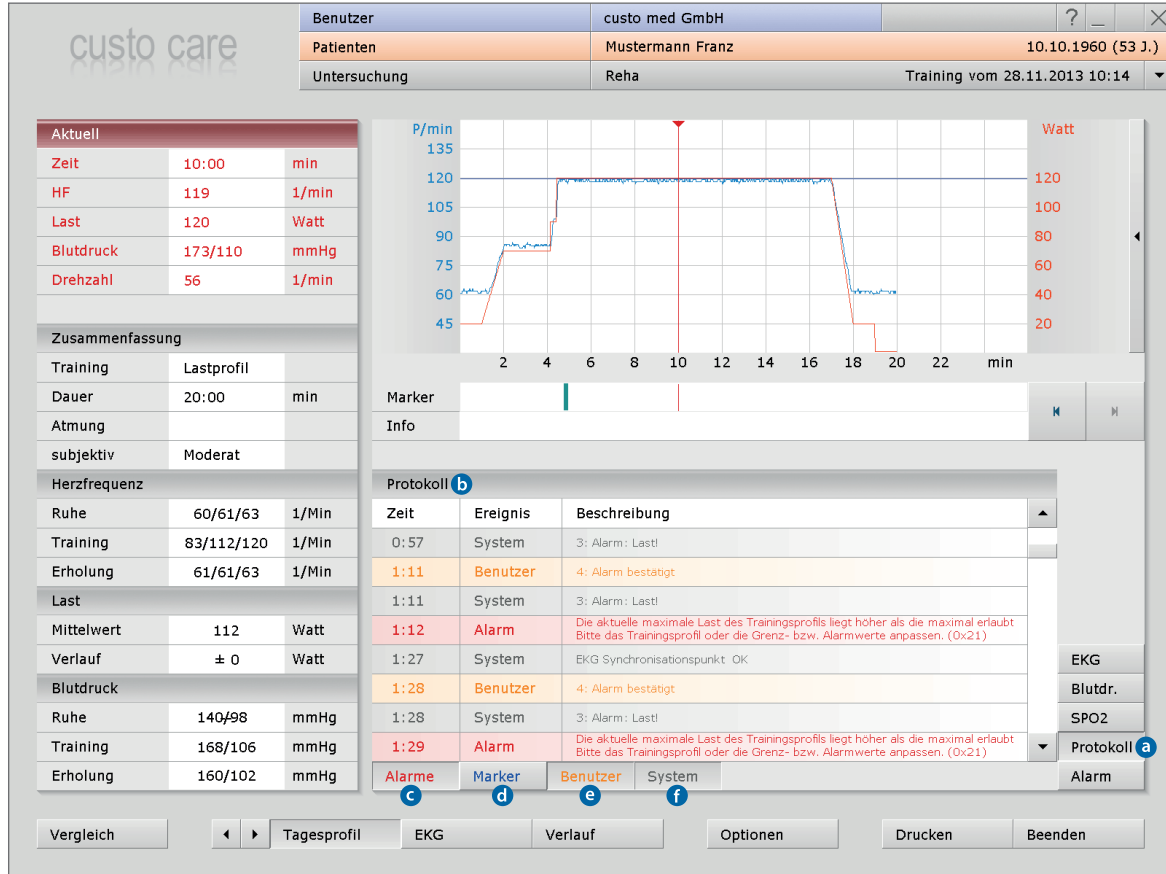 custo care
Benutzer custo med GmbH ? _ X
Patienten Mustermann Franz 10.10.1960 (53 J.)
Untersuchung Reha Training vom 28.11.2013 10:14
Aktuell
Zeit 10:00 min
HF 119 1/min
Last 120 Watt
Blutdruck 173/110 mmHg
Drehzahl 56 1/min
Zusammenfassung
Training Lastprofil
Dauer 20:00 min
Atmung
subjektiv Moderat
Herzfrequenz
Ruhe 60/61/63 1/Min
Training 83/112/120 1/Min
Erholung 61/61/63 1/Min
Last
Mittelwert 112 Watt
Verlauf ± 0 Watt
Blutdruck
Ruhe 140/98 mmHg
Training 168/106 mmHg
Erholung 160/102 mmHg
P/min Watt
135
120 120
105 100
90 80
75 60
60 40
45 20
2 4 6 8 10 12 14 16 18 20 22 min
Marker
Info
Protokoll b
Zeit Ereignis Beschreibung
0:57 System 3: Alarm: Last!
1:11 Benutzer 4: Alarm bestätigt
1:11 System 3: Alarm: Last!
1:12 Alarm Die aktuelle maximale Last des Trainingsprofils liegt höher als die maximal erlaubt
Bitte das Trainingsprofil oder die Grenz- bzw. Alarmwerte anpassen. (0x21)
1:27 System EKG Synchronisationspunkt OK
1:28 Benutzer 4: Alarm bestätigt
1:28 System 3: Alarm: Last!
1:29 Alarm Die aktuelle maximale Last des Trainingsprofils liegt höher als die maximal erlaubt
Bitte das Trainingsprofil oder die Grenz- bzw. Alarmwerte anpassen. (0x21)
EKG
Blutdr.
SPO2
Protokoll a
Alarm
Alarme Marker Benutzer System
c d e f
Vergleich Tagesprofil EKG Verlauf Optionen Drucken Beenden